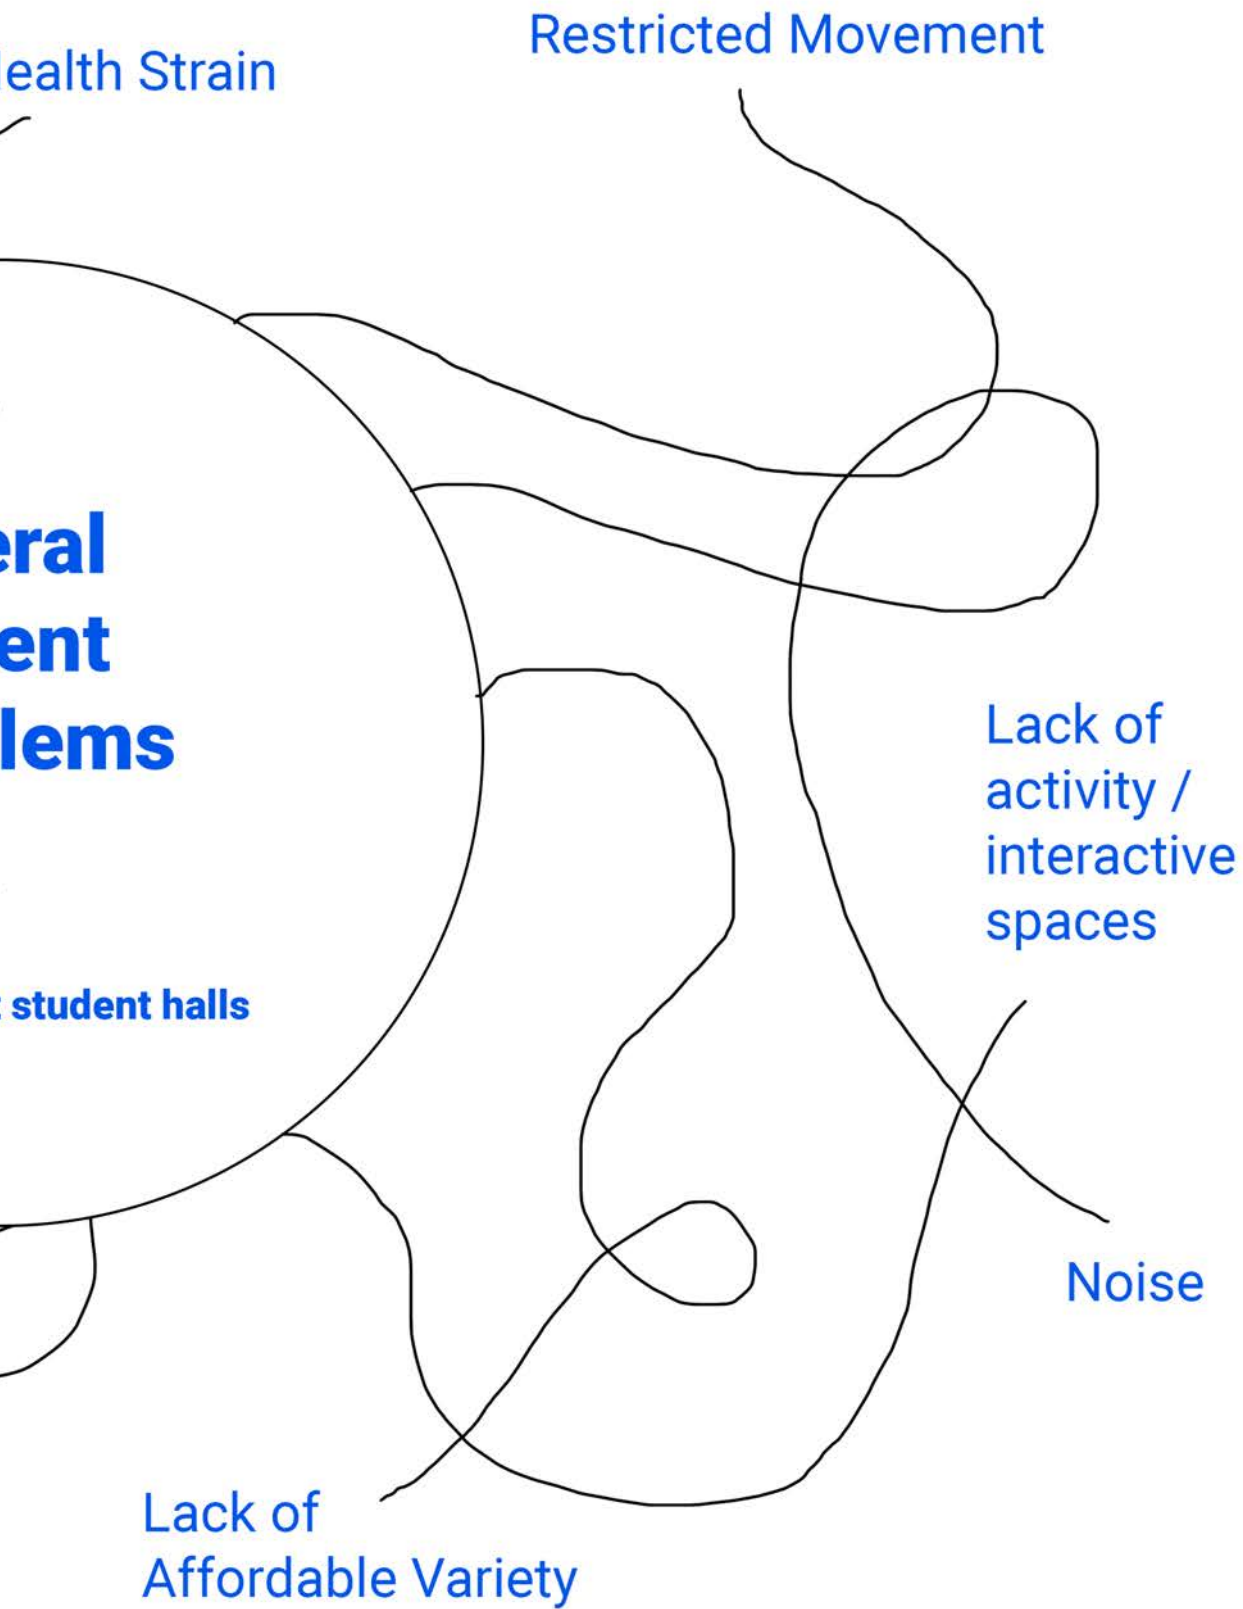 Restricted Movement
ealth Strain
eral
ent
lems
Lack of
activity /
interactive
spaces
student halls
Noise
Lack of
Affordable Variety